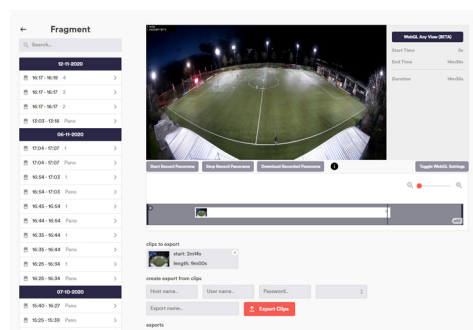 ← Fragment
Search...
12-11-2020
16:17 - 16:18 4
16:17 - 16:17 3
16:17 - 16:17 2
13:03 - 13:18 Pano
06-11-2020
17:04 - 17:07 1
17:04 - 17:07 Pano
16:54 - 17:03 1
16:54 - 17:03 Pano
16:45 - 16:54 1
16:44 - 16:54 Pano
16:35 - 16:44 1
16:35 - 16:44 Pano
16:25 - 16:34 1
16:25 - 16:34 Pano
07-10-2020
15:40 - 16:27 Pano
15:25 - 15:39 Pano
WebGL Any View (BETA)
Start Time 0s
End Time
Duration
Start Record Panorama
Stop Record Panorama
Download Recorded Panorama
Toggle WebGL Settings
clips to export
start: 2m14s
length: 9m00s
create export from clips
Host name..
User name..
Password..
Export name..
Export Clips
exports